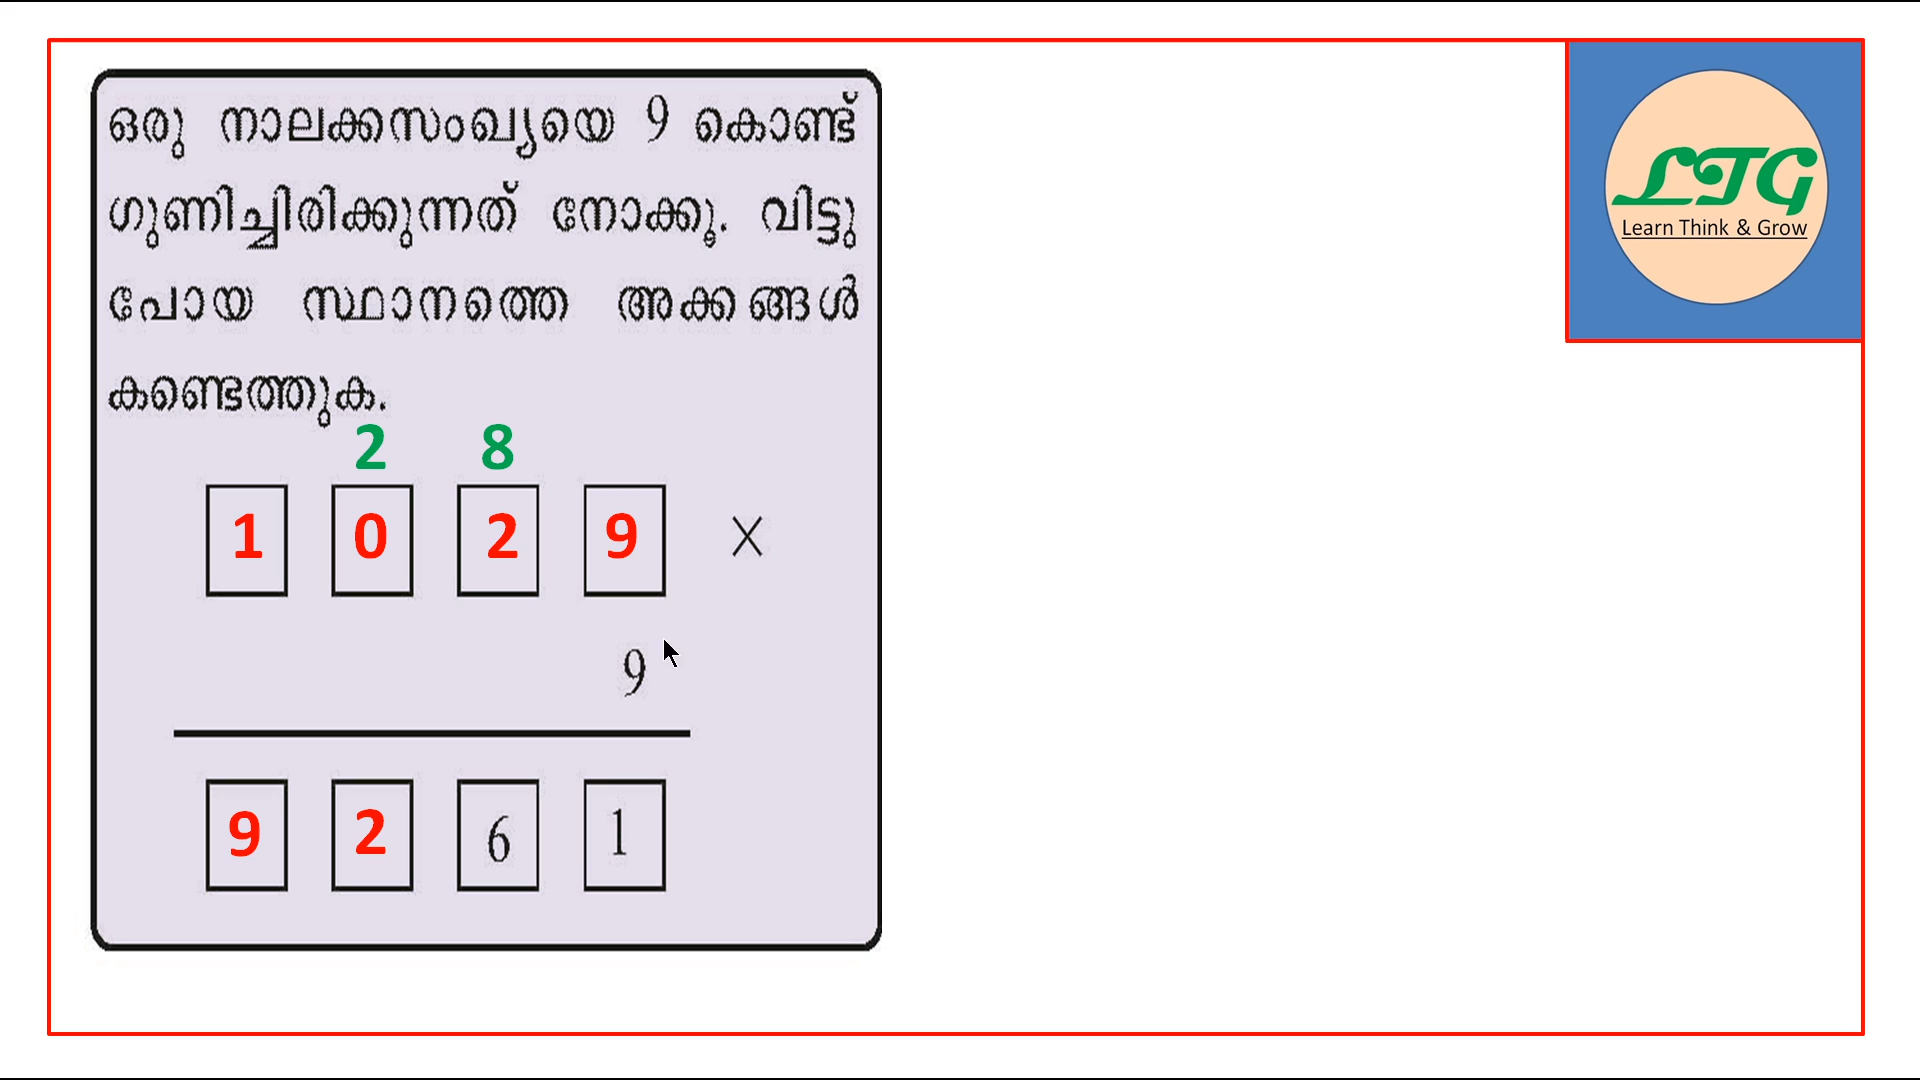 ഒരു നാലക്കസംഖ്യയെ 9 കൊണ്ട്
ഗുണിച്ചിരിക്കുന്നത് നോക്കൂ. വിട്ടു
പോയ സ്ഥാനത്തെ അക്കങ്ങൾ
കണ്ടെത്തുക.
2 8
1 0 2 9 ×
9
9 2 6 1
LTG
Learn Think & Grow